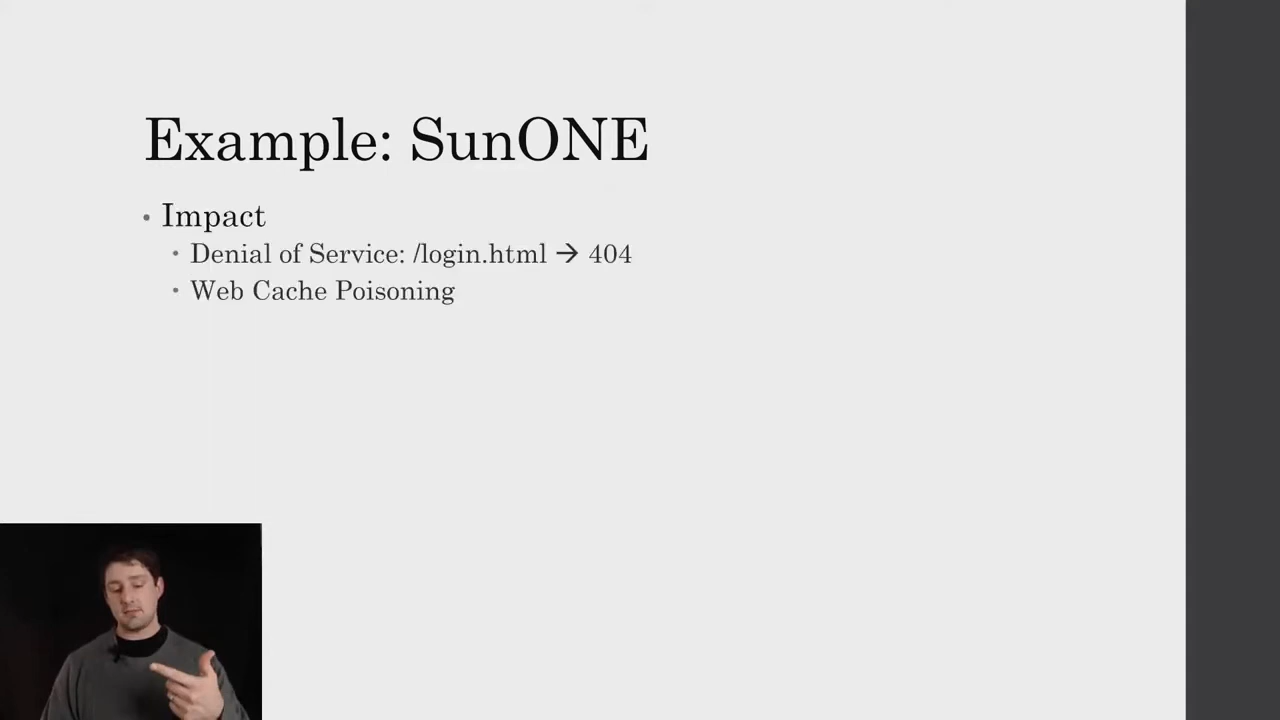 Example: SunONE
• Impact
• Denial of Service: /login.html → 404
• Web Cache Poisoning